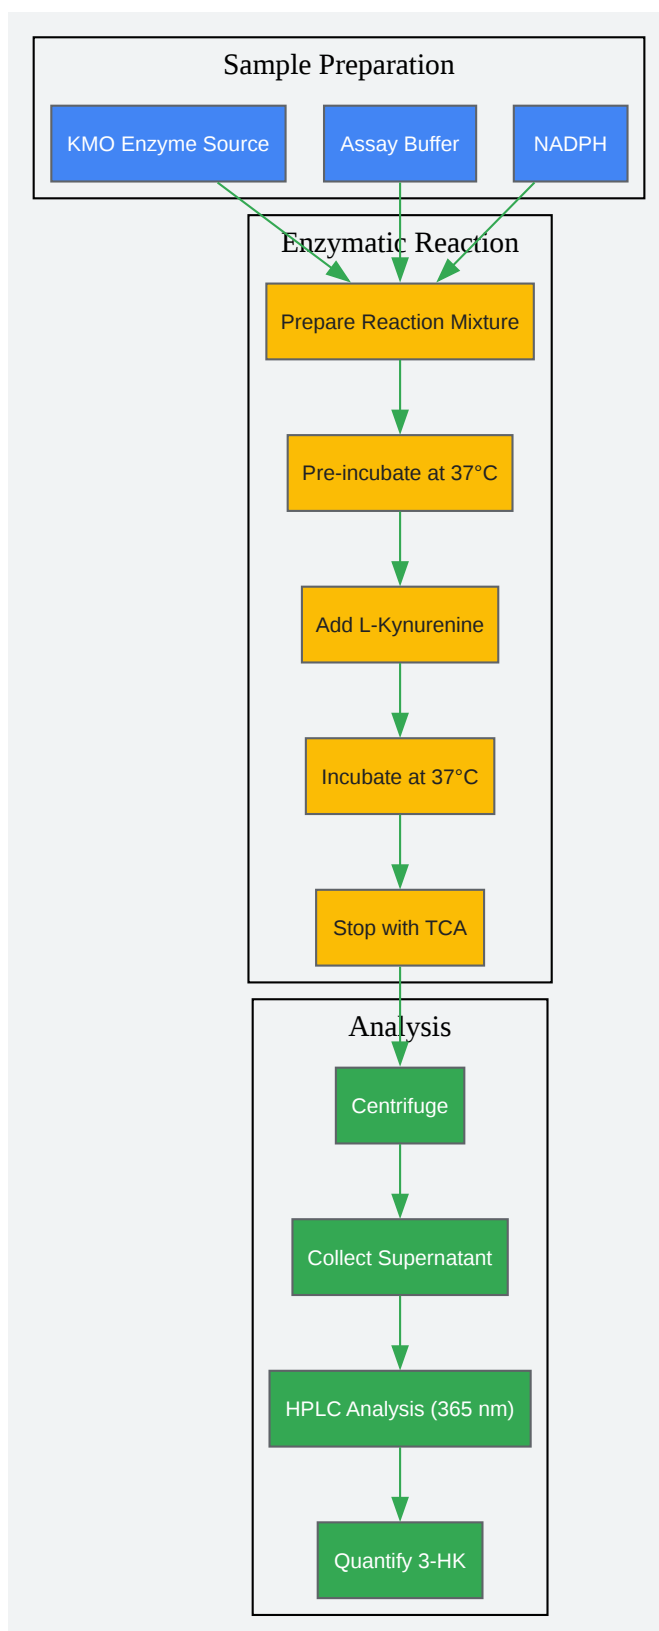 Sample Preparation
KMO Enzyme Source
Assay Buffer
NADPH
Enzymatic Reaction
Prepare Reaction Mixture
Pre-incubate at 37°C
Add L-Kynurenine
Incubate at 37°C
Stop with TCA
Analysis
Centrifuge
Collect Supernatant
HPLC Analysis (365 nm)
Quantify 3-HK